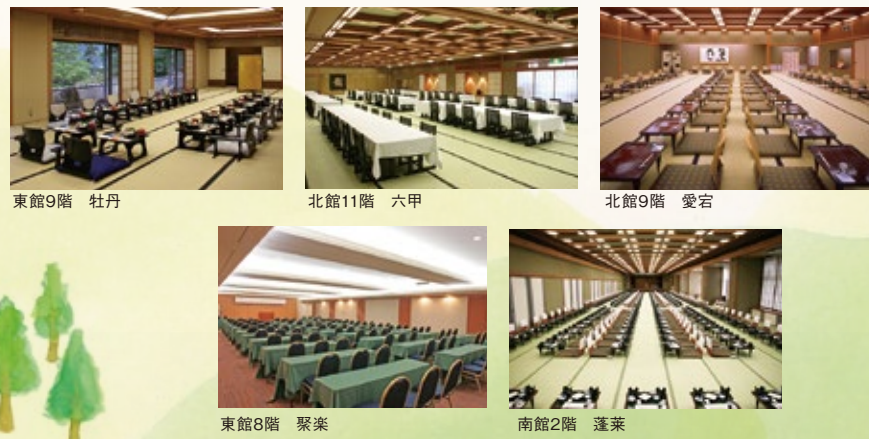 東館9階　牡丹
北館11階　六甲
北館9階　愛宕
東館8階　聚楽
南館2階　蓬莱